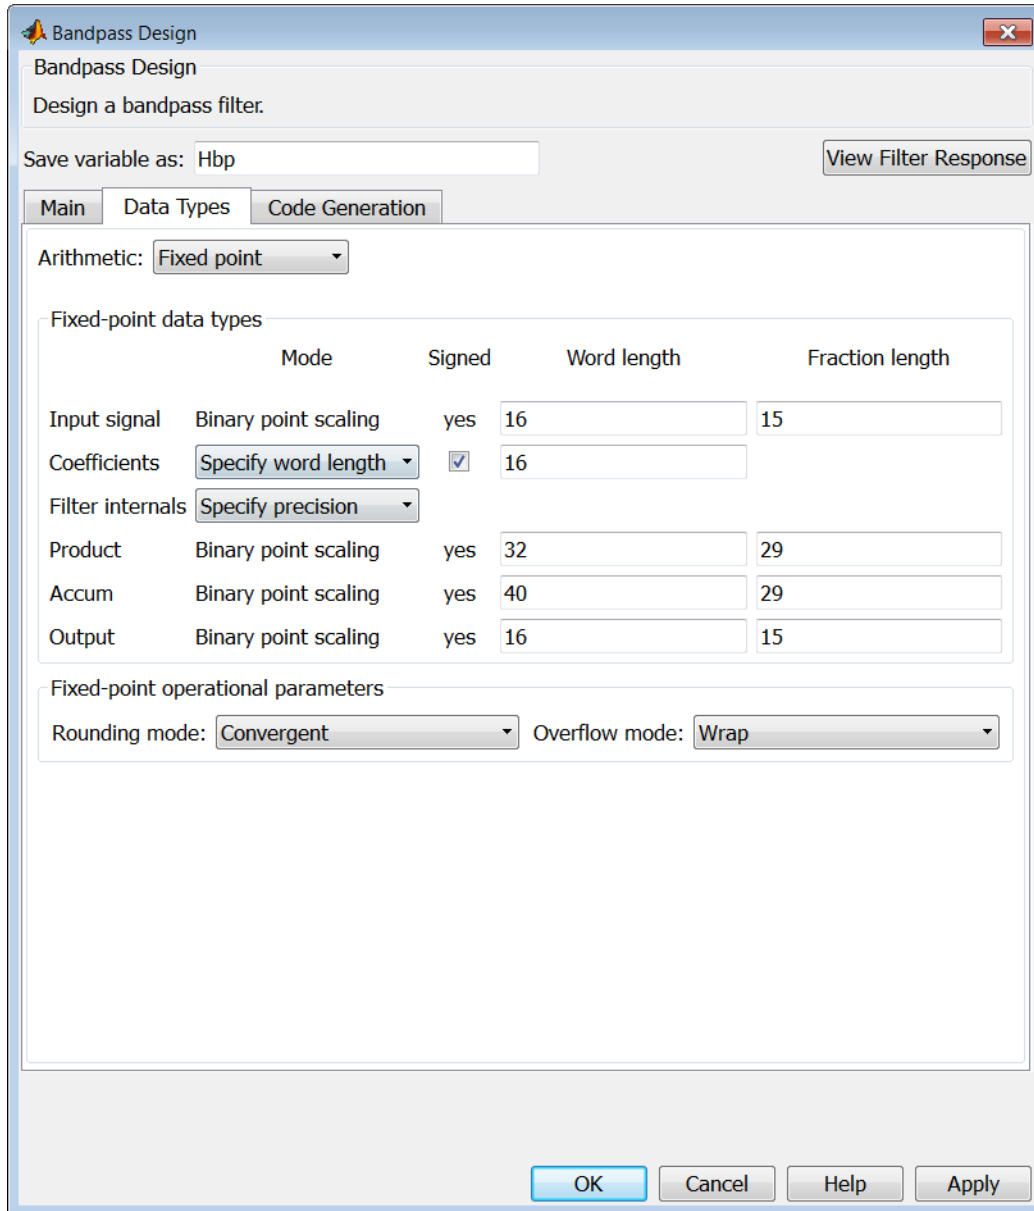 Bandpass Design
Bandpass Design
Design a bandpass filter.
Save variable as: Hbp View Filter Response
Main Data Types Code Generation
Arithmetic: Fixed point
Fixed-point data types
Mode Signed Word length Fraction length
Input signal Binary point scaling yes 16 15
Coefficients Specify word length 16
Filter internals Specify precision
Product Binary point scaling yes 32 29
Accum Binary point scaling yes 40 29
Output Binary point scaling yes 16 15
Fixed-point operational parameters
Rounding mode: Convergent Overflow mode: Wrap
OK Cancel Help Apply